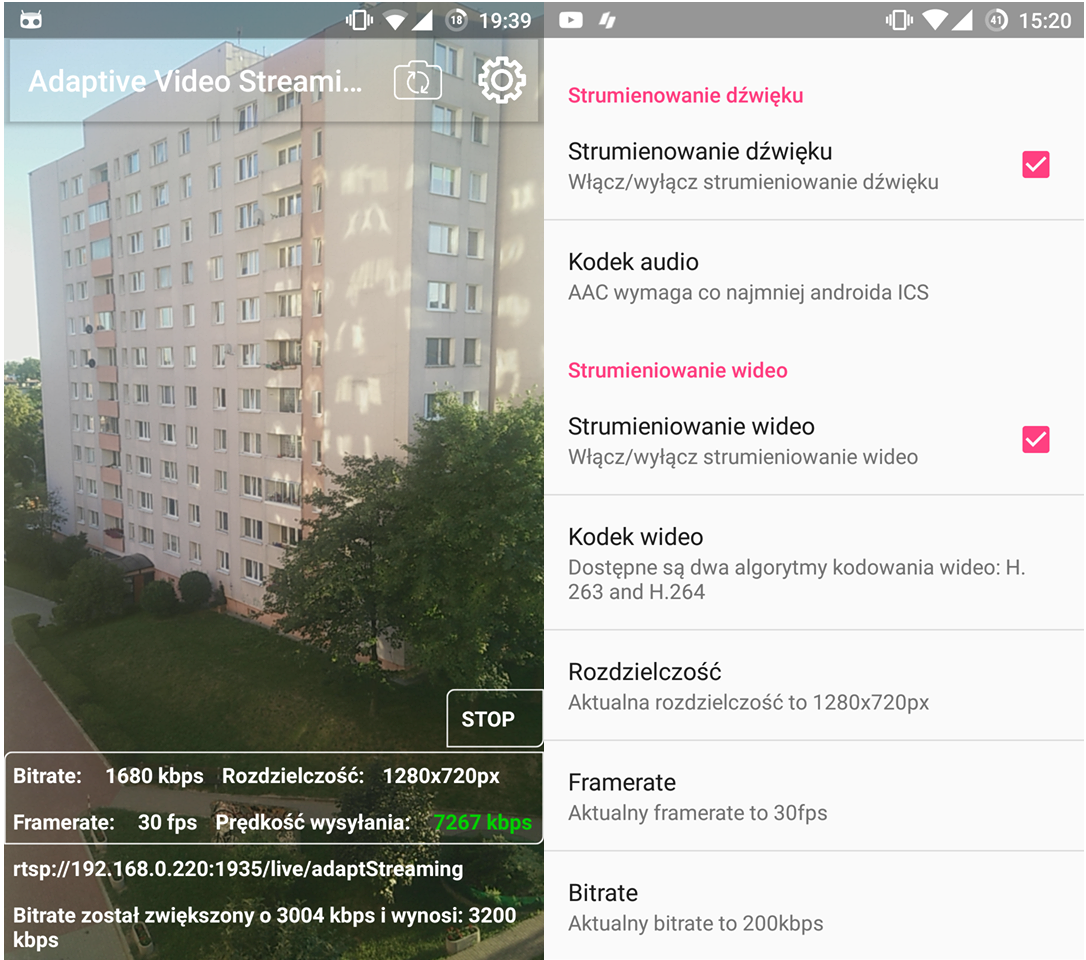 18 19:39
Adaptive Video Streami...
STOP
Bitrate: 1680 kbps Rozdzielczość: 1280x720px
Framerate: 30 fps Prędkość wysyłania: 7267 kbps
rtsp://192.168.0.220:1935/live/adaptStreaming
Bitrate został zwiększony o 3004 kbps i wynosi: 3200
kbps
41 15:20
Strumienowanie dźwięku
Strumienowanie dźwięku
Włącz/wyłącz strumieniowanie dźwięku
Kodek audio
AAC wymaga co najmniej androida ICS
Strumieniowanie wideo
Strumieniowanie wideo
Włącz/wyłącz strumieniowanie wideo
Kodek wideo
Dostępne są dwa algorytmy kodowania wideo: H.
263 and H.264
Rozdzielczość
Aktualna rozdzielczość to 1280x720px
Framerate
Aktualny framerate to 30fps
Bitrate
Aktualny bitrate to 200kbps